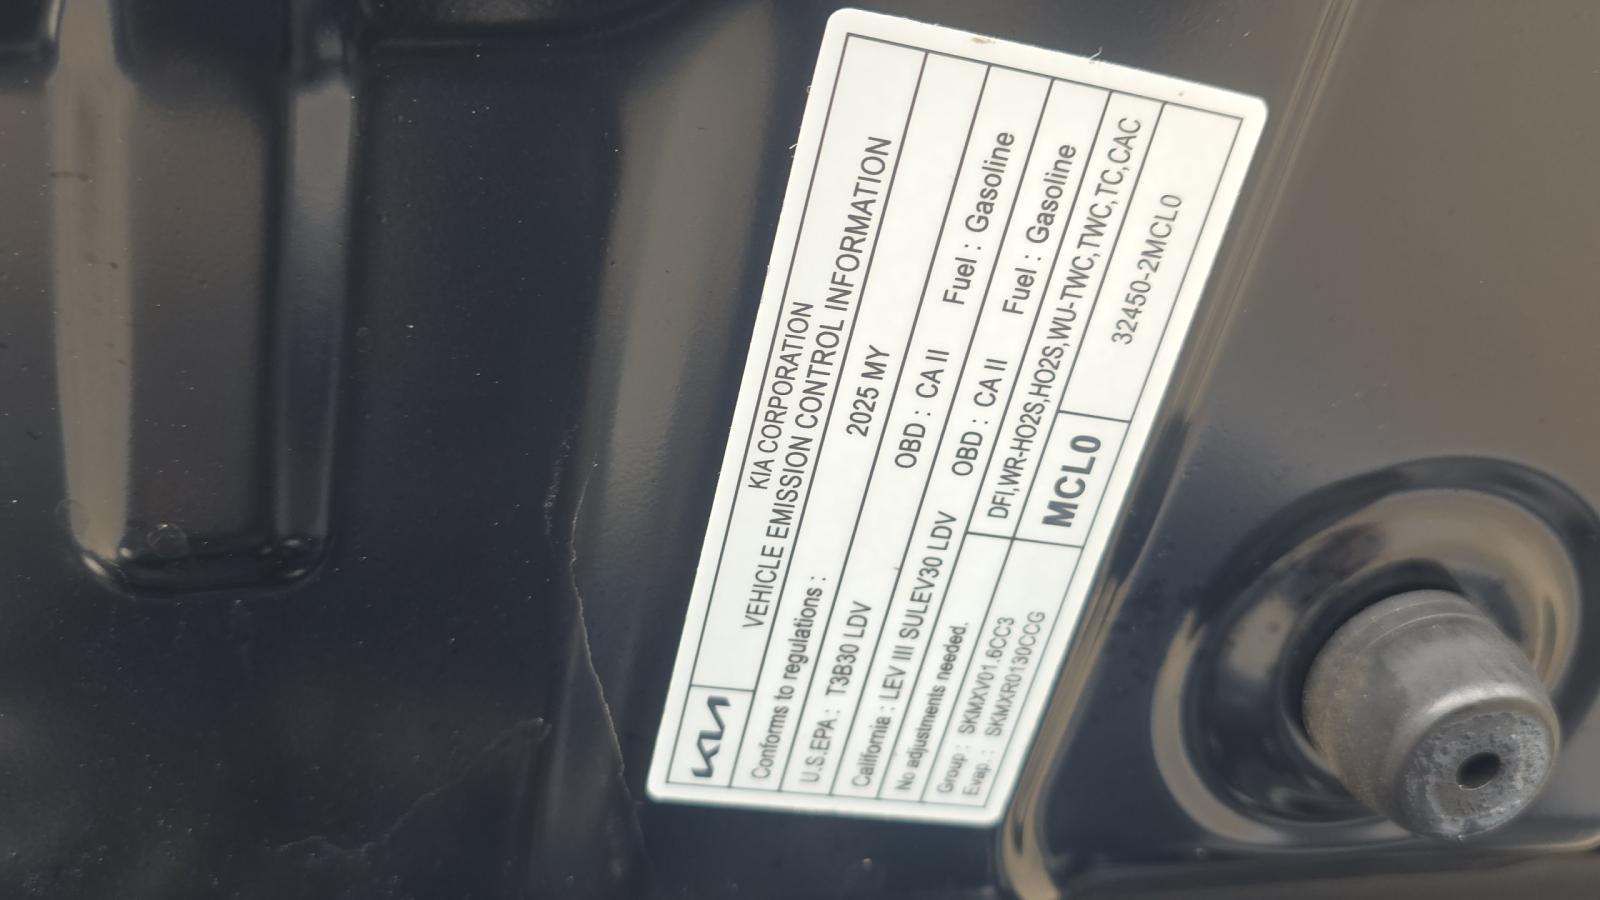 KIA
KIA CORPORATION
VEHICLE EMISSION CONTROL INFORMATION
Conforms to regulations : 2025 MY
U.S.EPA : T3B30 LDV OBD : CA II Fuel : Gasoline
California : LEV III SULEV30 LDV OBD : CA II Fuel : Gasoline
No adjustments needed.
DFI,WR-HO2S,HO2S,WU-TWC,TWC,TC,CAC
Group : SKMXV01.6CC3
Evap. : SKMXR0130CCG
MCL0
32450-2MCL0